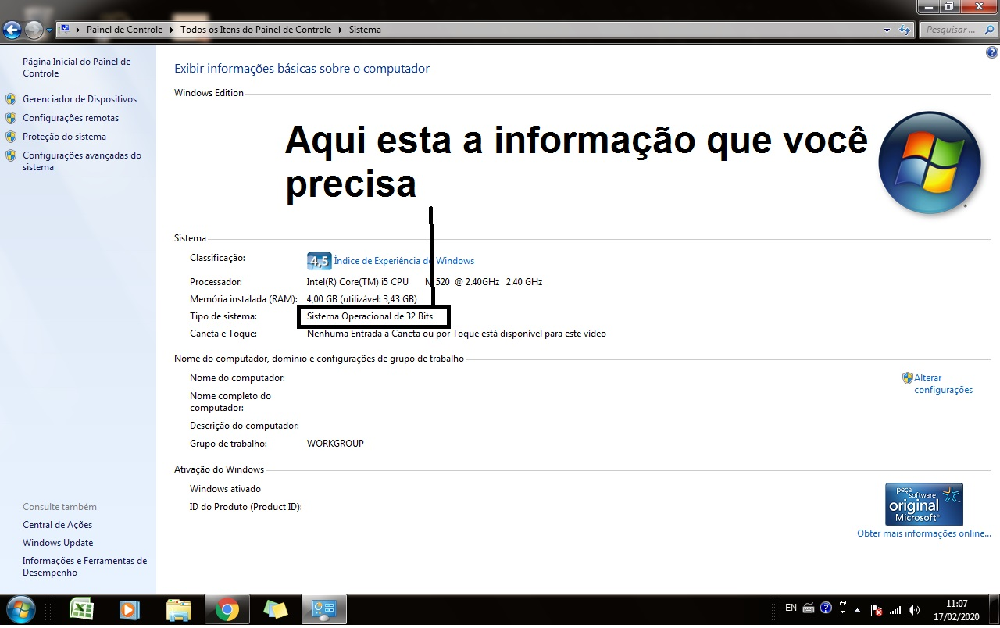 Painel de Controle
Todos os Itens do Painel de Controle
Sistema
Pesquisar ...
Página Inicial do Painel de
Controle
Gerenciador de Dispositivos
Configurações remotas
Proteção do sistema
Configurações avançadas do
sistema
Exibir informações básicas sobre o computador
Windows Edition
Aqui esta a informação que você
precisa
Sistema
Classificação:
4,5 Índice de Experiência do Windows
Processador: Intel(R) Core(TM) i5 CPU M 520 @ 2.40GHz 2.40 GHz
Memória instalada (RAM): 4,00 GB (utilizável: 3,43 GB)
Tipo de sistema: Sistema Operacional de 32 Bits
Caneta e Toque: Nenhuma Entrada à Caneta ou por Toque está disponível para este vídeo
Nome do computador, domínio e configurações de grupo de trabalho
Nome do computador:
Alterar
configurações
Nome completo do
computador:
Descrição do computador:
Grupo de trabalho: WORKGROUP
Ativação do Windows
Windows ativado
ID do Produto (Product ID):
peça
software
original
Microsoft
Obter mais informações online...
Consulte também
Central de Ações
Windows Update
Informações e Ferramentas de
Desempenho
EN
11:07
17/02/2020